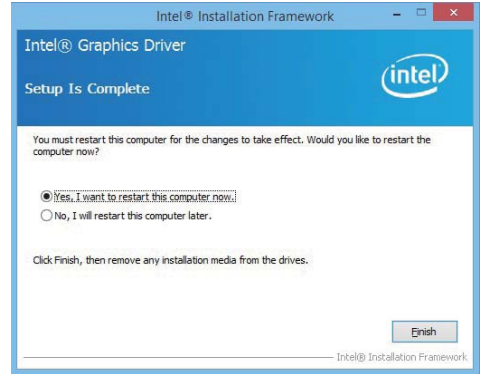 Intel® Installation Framework
Intel® Graphics Driver
Setup Is Complete
intel
You must restart this computer for the changes to take effect. Would you like to restart the
computer now?
Yes, I want to restart this computer now.
No, I will restart this computer later.
Click Finish, then remove any installation media from the drives.
Finish
Intel® Installation Framework